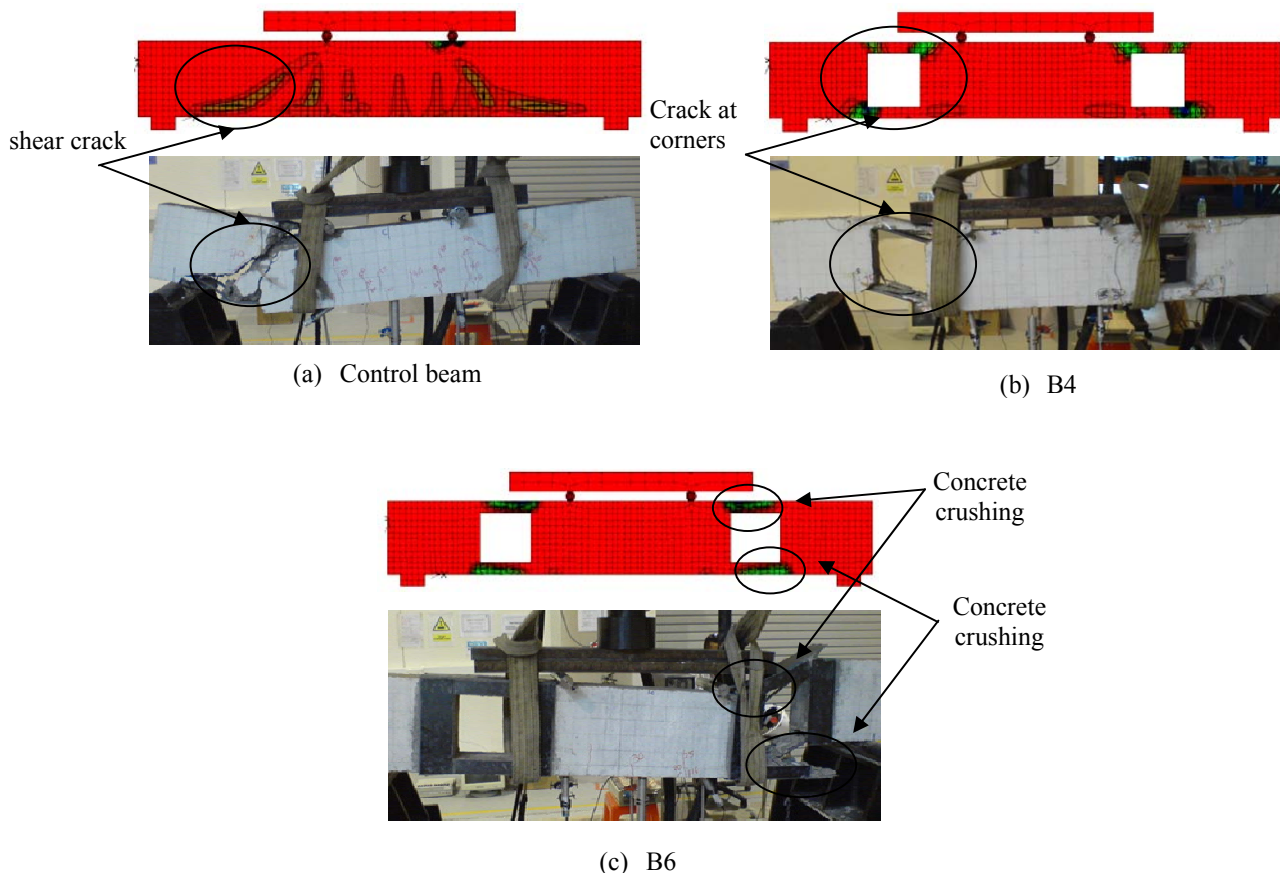 shear crack
Crack at
corners
(a) Control beam
(b) B4
Concrete
crushing
Concrete
crushing
(c) B6